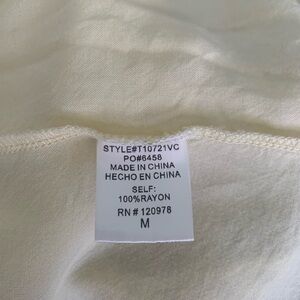 STYLE#T10721VC
PO#6458
MADE IN CHINA
HECHO EN CHINA
SELF:
100%RAYON
RN# 120978
M